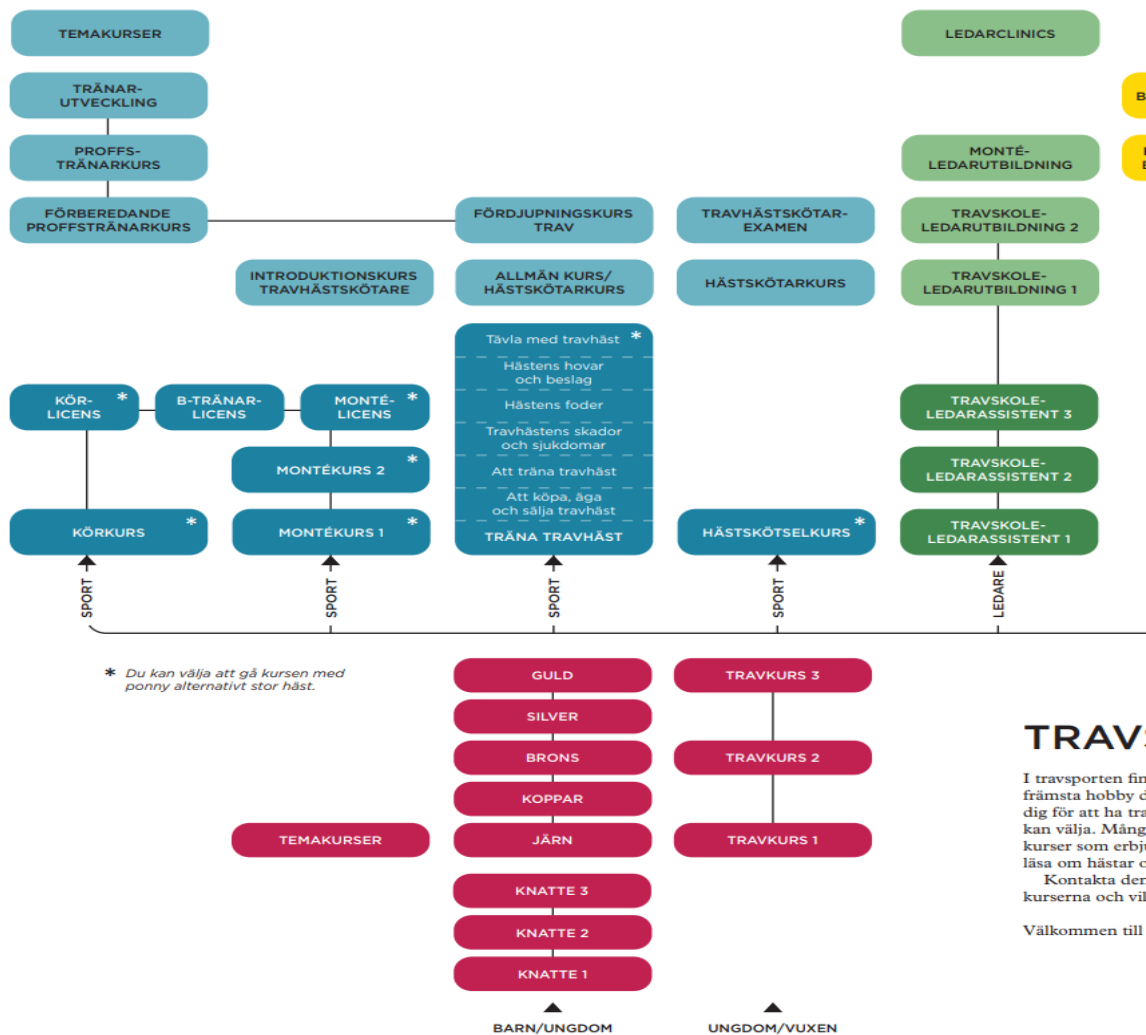 TEMAKURSER
LEDARCLINICS
TRÄNAR-
UTVECKLING
B
PROFFS-
TRÄNARKURS
MONTÉ-
LEDARUTBILDNING
FÖRBEREDANDE
PROFFSTRÄNARKURS
FÖRDJUPNINGSKURS
TRAV
TRAVHÄSTSKÖTAR-
EXAMEN
TRAVSKOLE-
LEDARUTBILDNING 2
INTRODUKTIONSKURS
TRAVHÄSTSKÖTARE
ALLMÄN KURS/
HÄSTSKÖTARKURS
HÄSTSKÖTARKURS
TRAVSKOLE-
LEDARUTBILDNING 1
Tävla med travhäst *
Hästens hovar
och beslag
Hästens foder
Travhästens skador
och sjukdomar
Att träna travhäst
Att köpa, äga
och sälja travhäst
TRÄNA TRAVHÄST
KÖR-
LICENS *
B-TRÄNAR-
LICENS
MONTÉ-
LICENS *
TRAVSKOLE-
LEDARASSISTENT 3
MONTÉKURS 2 *
TRAVSKOLE-
LEDARASSISTENT 2
KÖRKURS *
MONTÉKURS 1 *
HÄSTSKÖTSELKURS *
TRAVSKOLE-
LEDARASSISTENT 1
SPORT
SPORT
SPORT
SPORT
LEDARE
* Du kan välja att gå kursen med
ponny alternativt stor häst.
GULD
SILVER
BRONS
KOPPAR
JÄRN
TEMAKURSER
KNATTE 3
KNATTE 2
KNATTE 1
BARN/UNGDOM
TRAVKURS 3
TRAVKURS 2
TRAVKURS 1
UNGDOM/VUXEN
TRAVS
I travsporten fin
främsta hobby d
dig för att ha tra
kan välja. Mång
kurser som erbju
läsa om hästar o
Kontakta den
kurserna och vil
Välkommen till